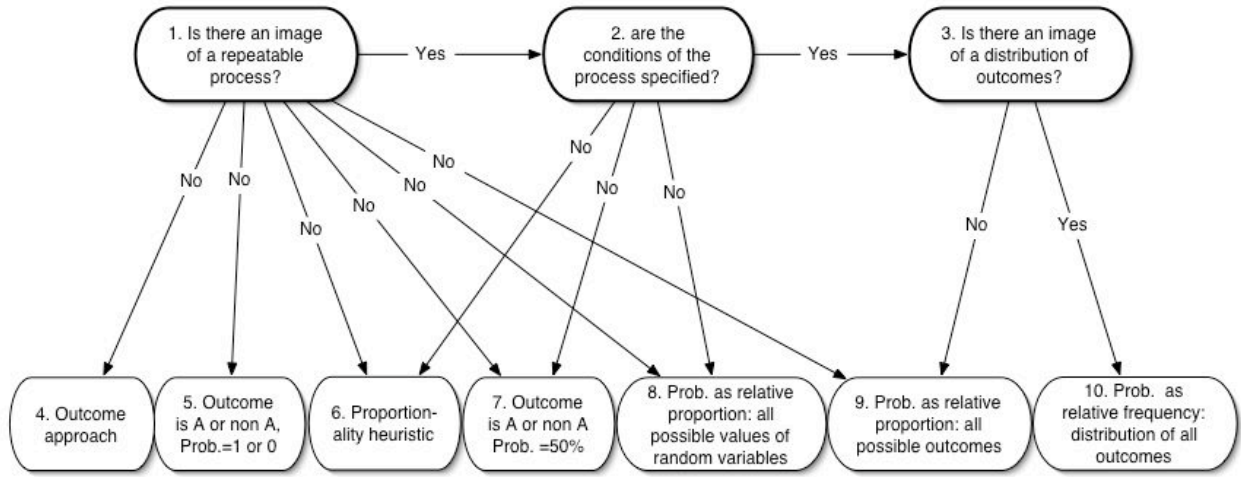 1. Is there an image
of a repeatable
process?
Yes
2. are the
conditions of the
process specified?
Yes
3. Is there an image
of a distribution of
outcomes?
No
No
No
No
No
No
No
No
No
No
Yes
4. Outcome
approach
5. Outcome
is A or non A,
Prob.=1 or 0
6. Proportion-
ality heuristic
7. Outcome
is A or non A
Prob. =50%
8. Prob. as relative
proportion: all
possible values of
random variables
9. Prob. as relative
proportion: all
possible outcomes
10. Prob. as
relative frequency:
distribution of all
outcomes